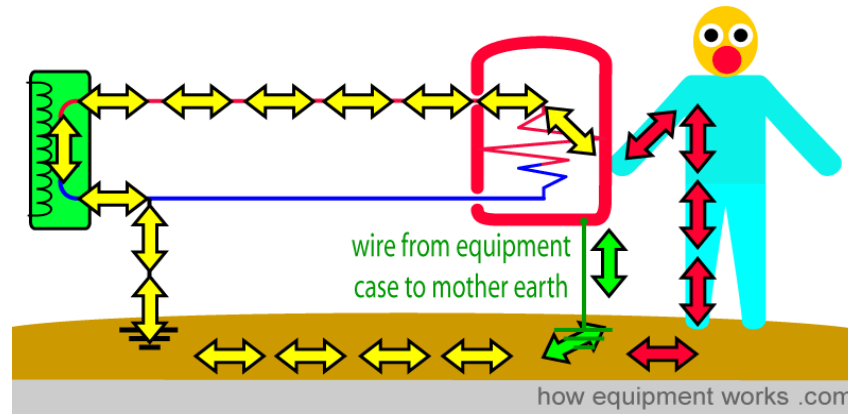 wire from equipment
case to mother earth
how equipment works .com